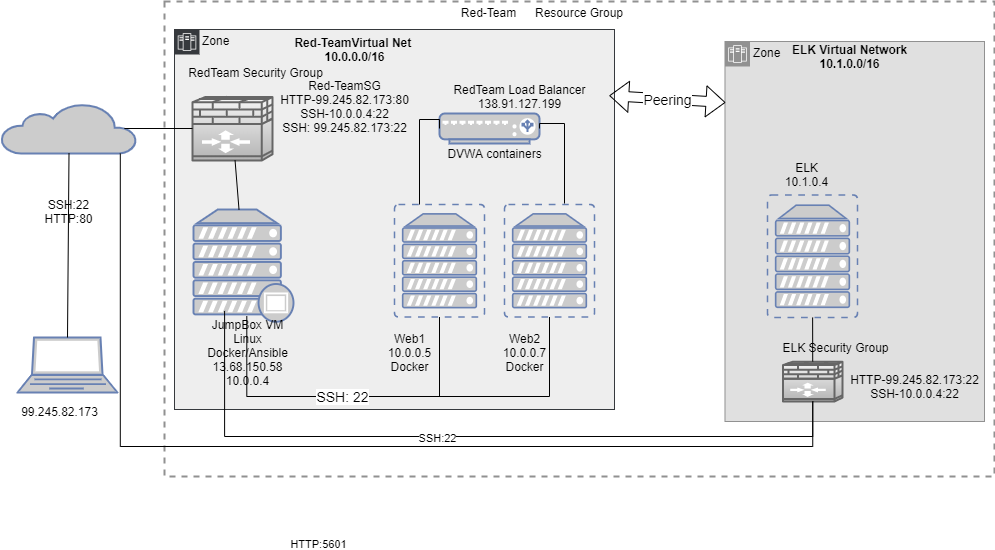 Red-Team Resource Group
Zone
Red-TeamVirtual Net
10.0.0.0/16
RedTeam Security Group
Red-TeamSG
HTTP-99.245.82.173:80
SSH-10.0.0.4:22
SSH: 99.245.82.173:22
RedTeam Load Balancer
138.91.127.199
DVWA containers
Peering
Zone
ELK Virtual Network
10.1.0.0/16
ELK
10.1.0.4
SSH:22
HTTP:80
99.245.82.173
JumpBox VM
Linux
Docker/Ansible
13.68.150.58
10.0.0.4
Web1
10.0.0.5
Docker
Web2
10.0.0.7
Docker
SSH: 22
ELK Security Group
HTTP-99.245.82.173:22
SSH-10.0.0.4:22
SSH:22
HTTP:5601